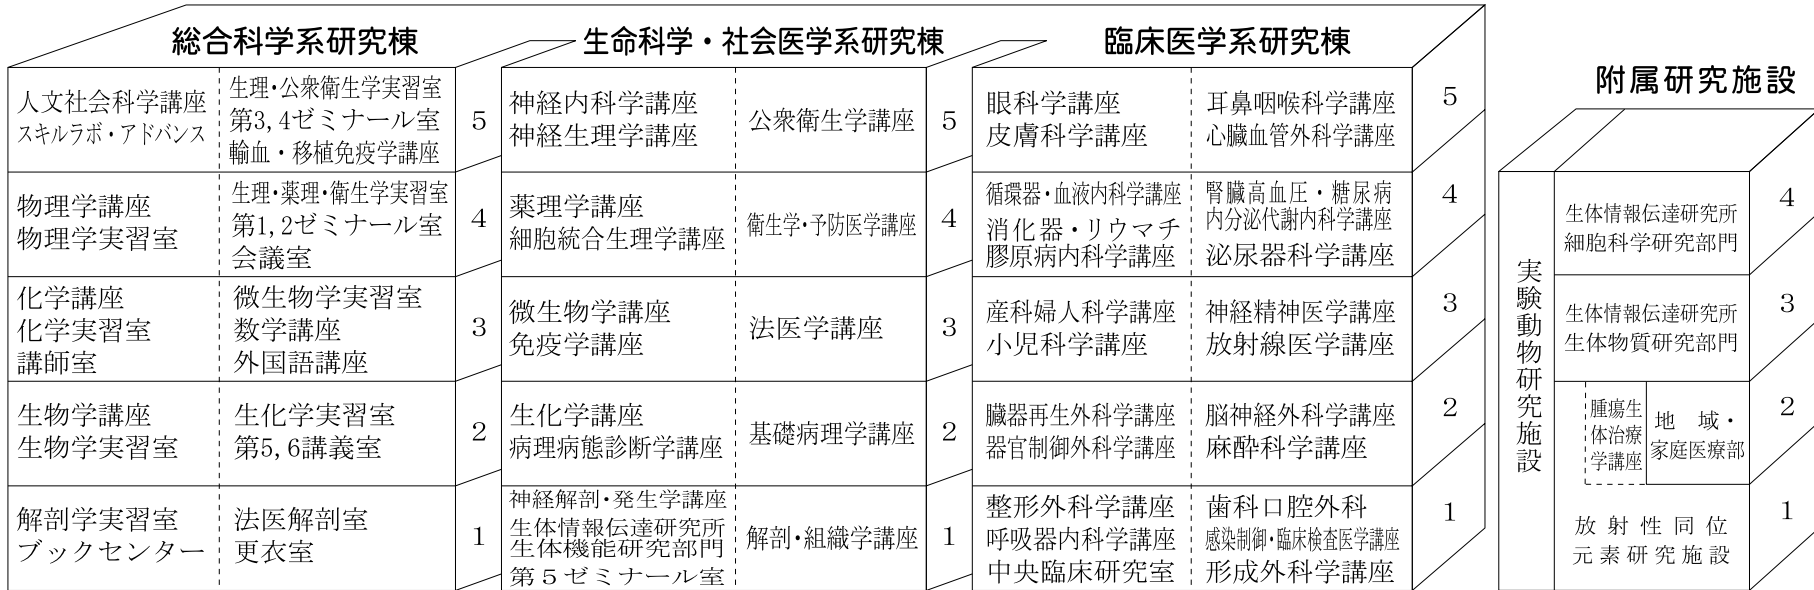 総合科学系研究棟
人文社会科学講座
スキルラボ・アドバンス
生理・公衆衛生学実習室
第3,4ゼミナール室
輸血・移植免疫学講座
5
物理学講座
物理学実習室
生理・薬理・衛生学実習室
第1,2ゼミナール室
会議室
4
化学講座
化学実習室
講師室
微生物学実習室
数学講座
外国語講座
3
生物学講座
生物学実習室
生化学実習室
第5,6講義室
2
解剖学実習室
ブックセンター
法医解剖室
更衣室
1
生命科学・社会医学系研究棟
神経内科学講座
神経生理学講座
公衆衛生学講座
5
薬理学講座
細胞統合生理学講座
衛生学・予防医学講座
4
微生物学講座
免疫学講座
法医学講座
3
生化学講座
病理病態診断学講座
基礎病理学講座
2
神経解剖・発生学講座
生体情報伝達研究所
生体機能研究部門
第5ゼミナール室
解剖・組織学講座
1
臨床医学系研究棟
眼科学講座
皮膚科学講座
耳鼻咽喉科学講座
心臓血管外科学講座
5
循環器・血液内科学講座
消化器・リウマチ
膠原病内科学講座
腎臓高血圧・糖尿病
内分泌代謝内科学講座
泌尿器科学講座
4
産科婦人科学講座
小児科学講座
神経精神医学講座
放射線医学講座
3
臓器再生外科学講座
器官制御外科学講座
脳神経外科学講座
麻酔科学講座
2
整形外科学講座
呼吸器内科学講座
中央臨床研究室
歯科口腔外科
感染制御・臨床検査医学講座
形成外科学講座
1
附属研究施設
実験動物研究施設
生体情報伝達研究所
細胞科学研究部門
4
生体情報伝達研究所
生体物質研究部門
3
腫瘍生
体治療
学講座
地　域・
家庭医療部
2
放射性同位
元素研究施設
1